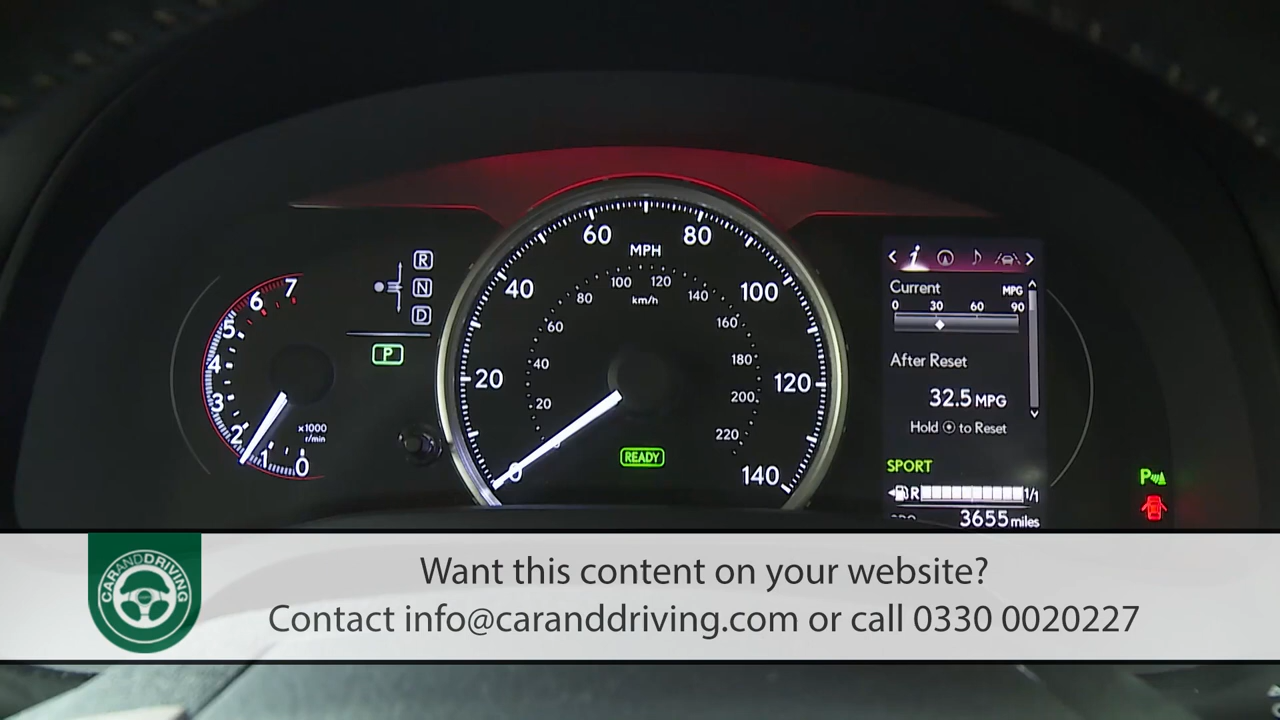 7
6
5
4
3
2
1
0
x1000
r/min
R
N
D
P
MPH
0
20
40
60
80
100
120
140
km/h
20
40
60
80
100
120
140
160
180
200
220
READY
Current
MPG
0 30 60 90
After Reset
32.5 MPG
Hold to Reset
SPORT
R 1/1
3655 miles
P
CARANDDRIVING
Want this content on your website?
Contact info@caranddriving.com or call 0330 0020227